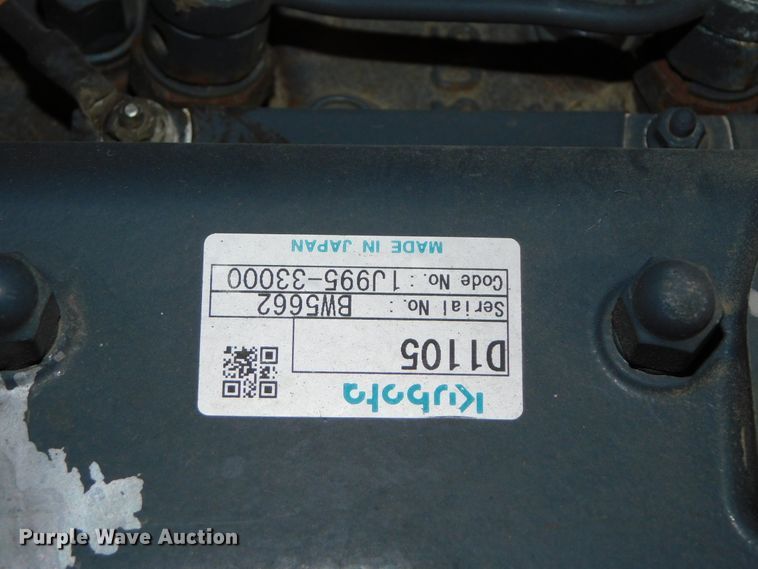 Kubota
D1105
Serial No.: BW5662
Code No.: 1J995-33000
MADE IN JAPAN
Purple Wave Auction